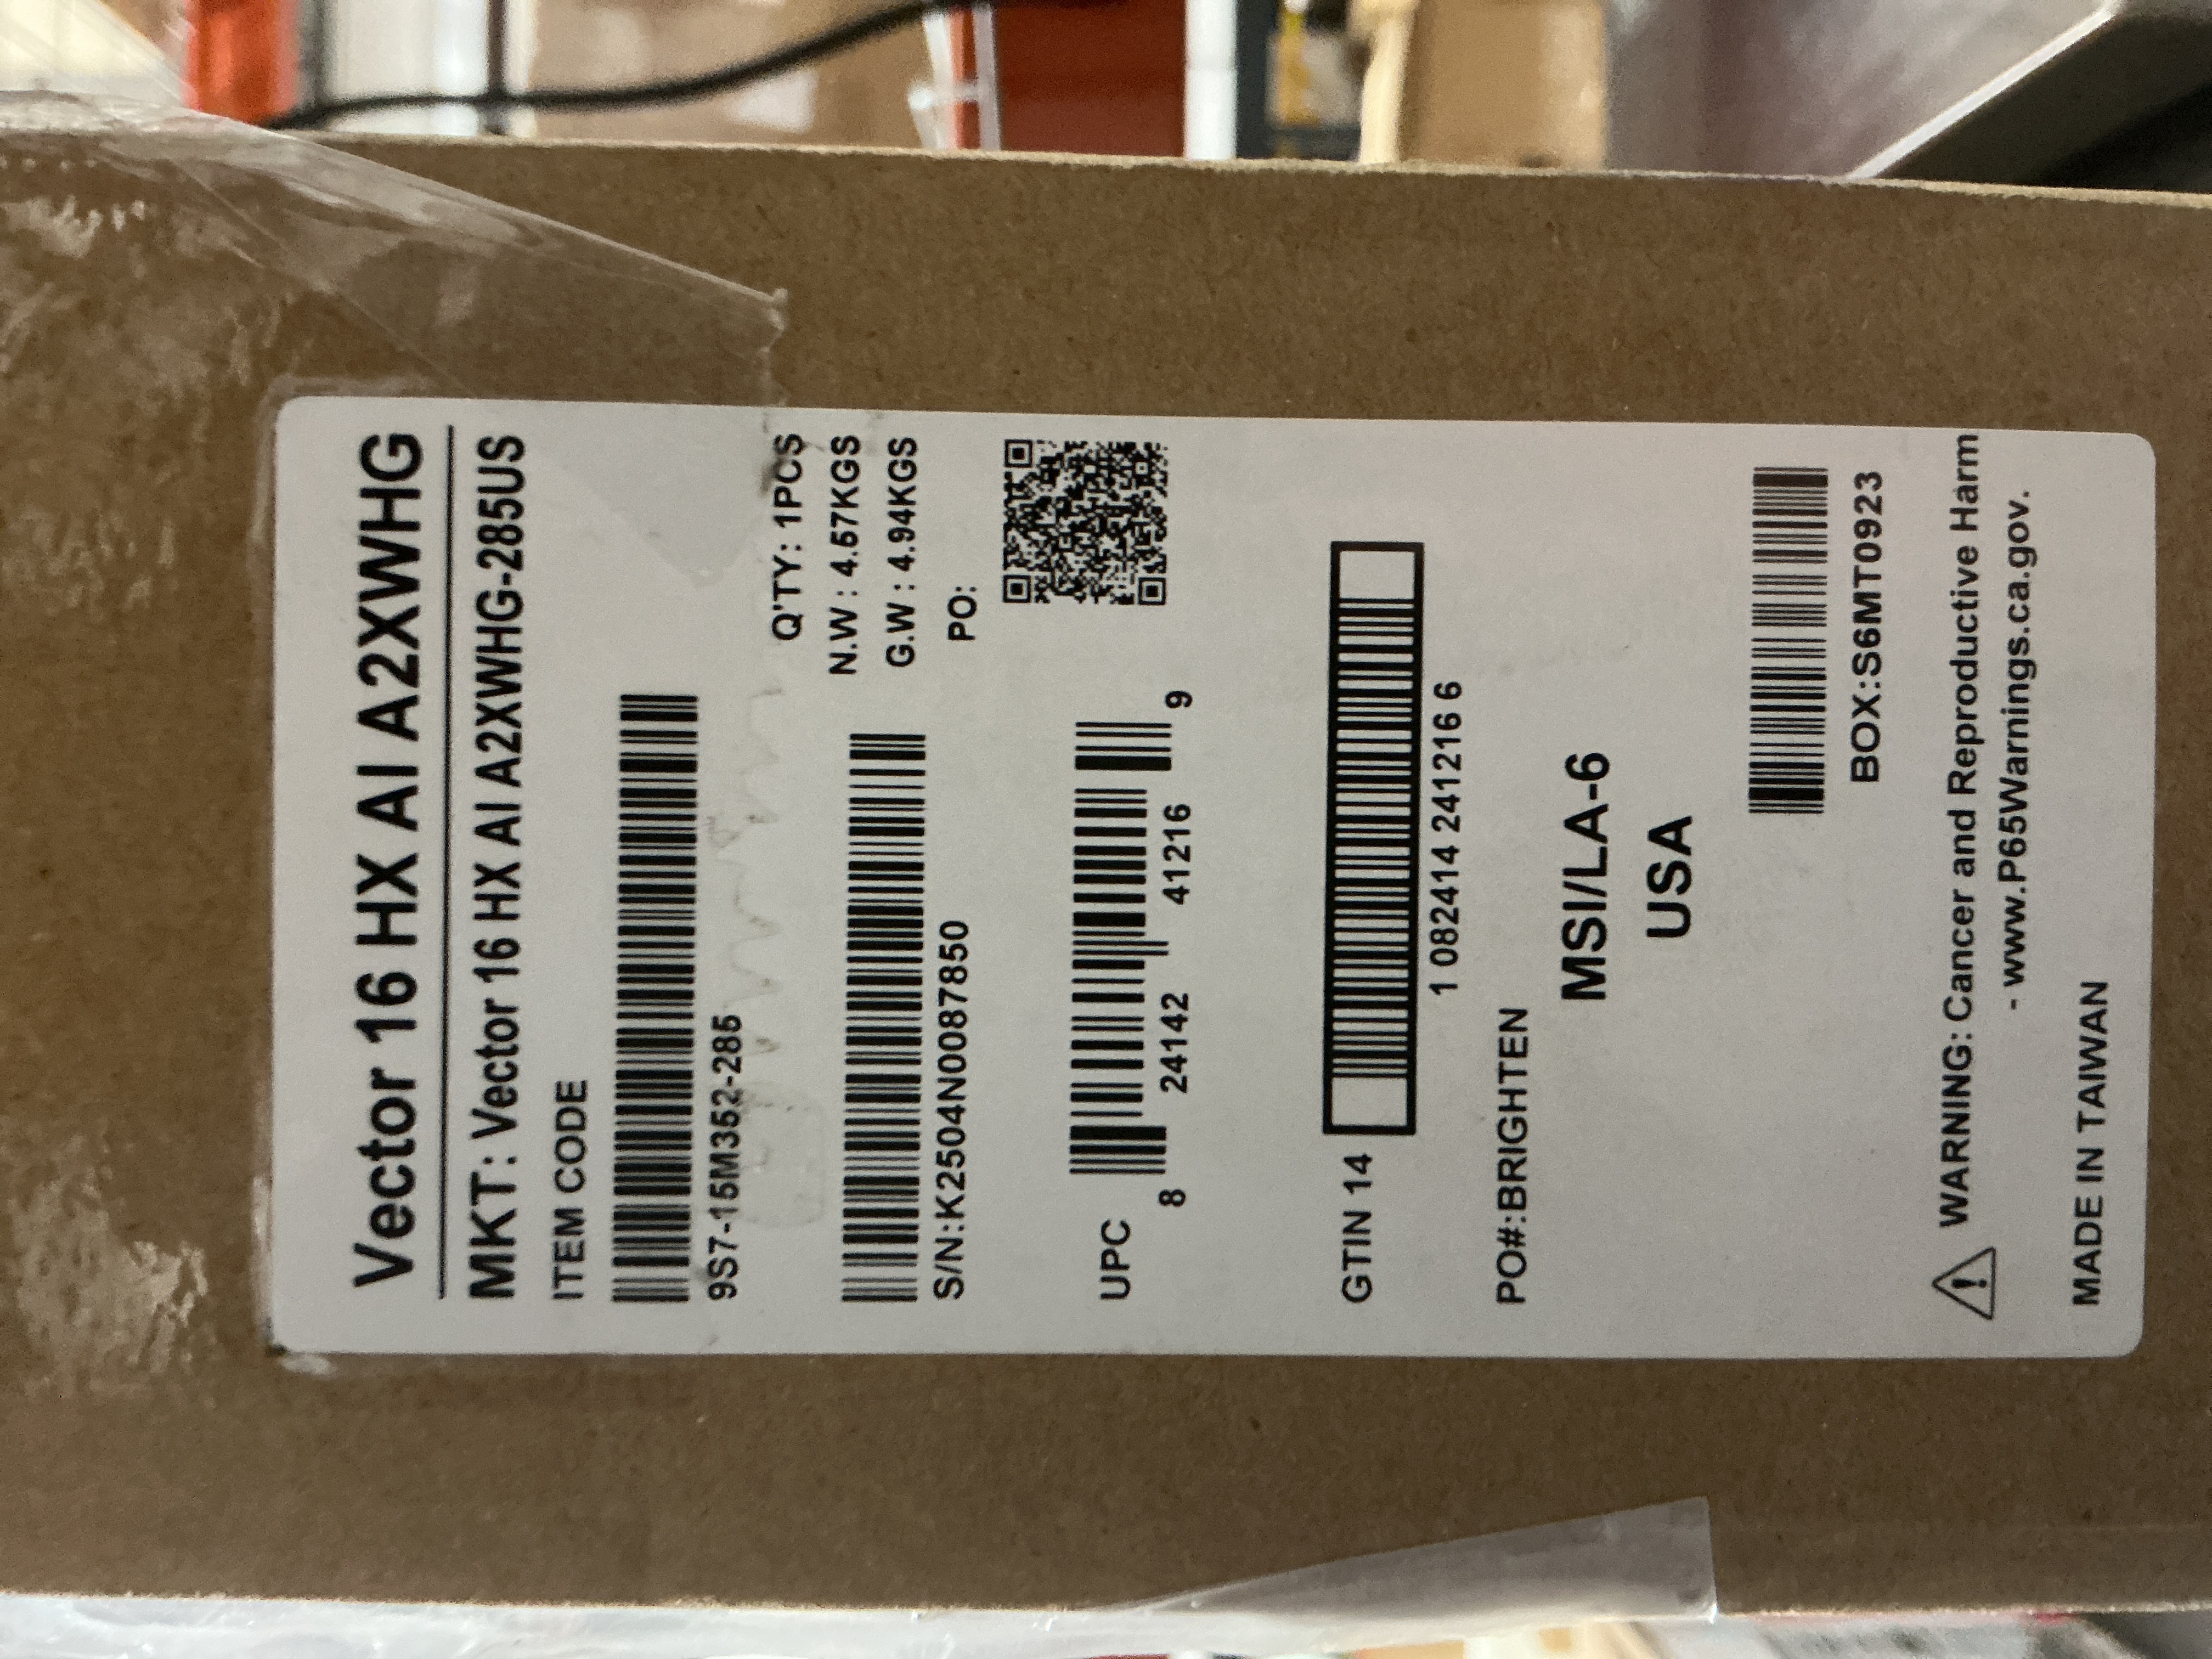 Vector 16 HX AI A2XWHG
MKT: Vector 16 HX AI A2XWHG-285US
ITEM CODE
9S7-15M352-285
Q'TY: 1PCS
N.W : 4.57KGS
S/N:K2504N0087850
G.W : 4.94KGS
PO:
UPC
8 24142 41216 9
GTIN 14
1 082414 241216 6
PO#:BRIGHTEN
MSI/LA-6
USA
BOX:S6MT0923
WARNING: Cancer and Reproductive Harm
- www.P65Warnings.ca.gov.
MADE IN TAIWAN